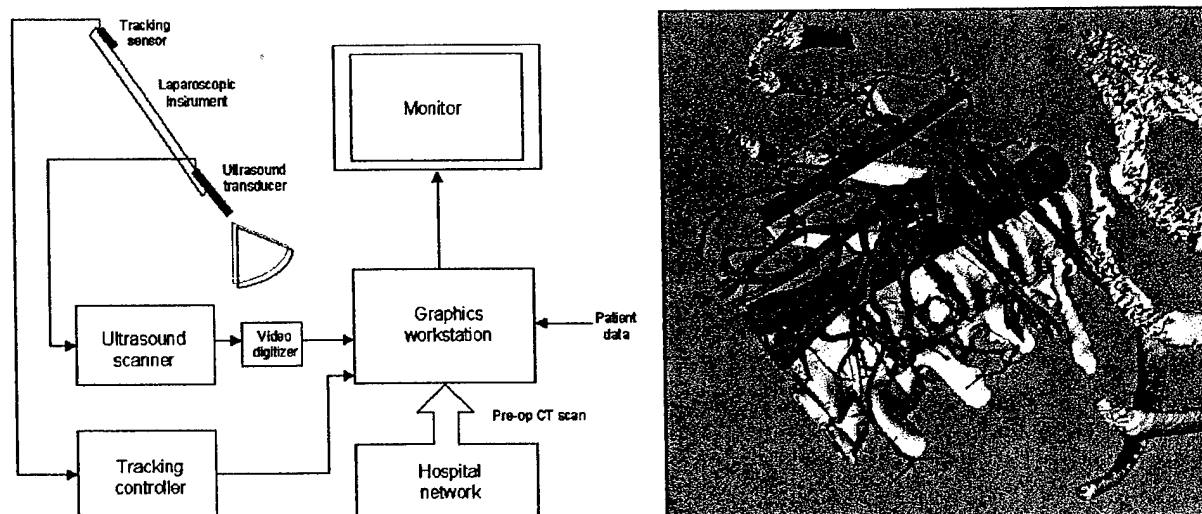 Tracking
sensor
Laparoscopic
Instrument
Monitor
Ultrasound
transducer
Ultrasound
scanner
Video
digitizer
Graphics
workstation
Patient
data
Pre-op CT scan
Tracking
controller
Hospital
network